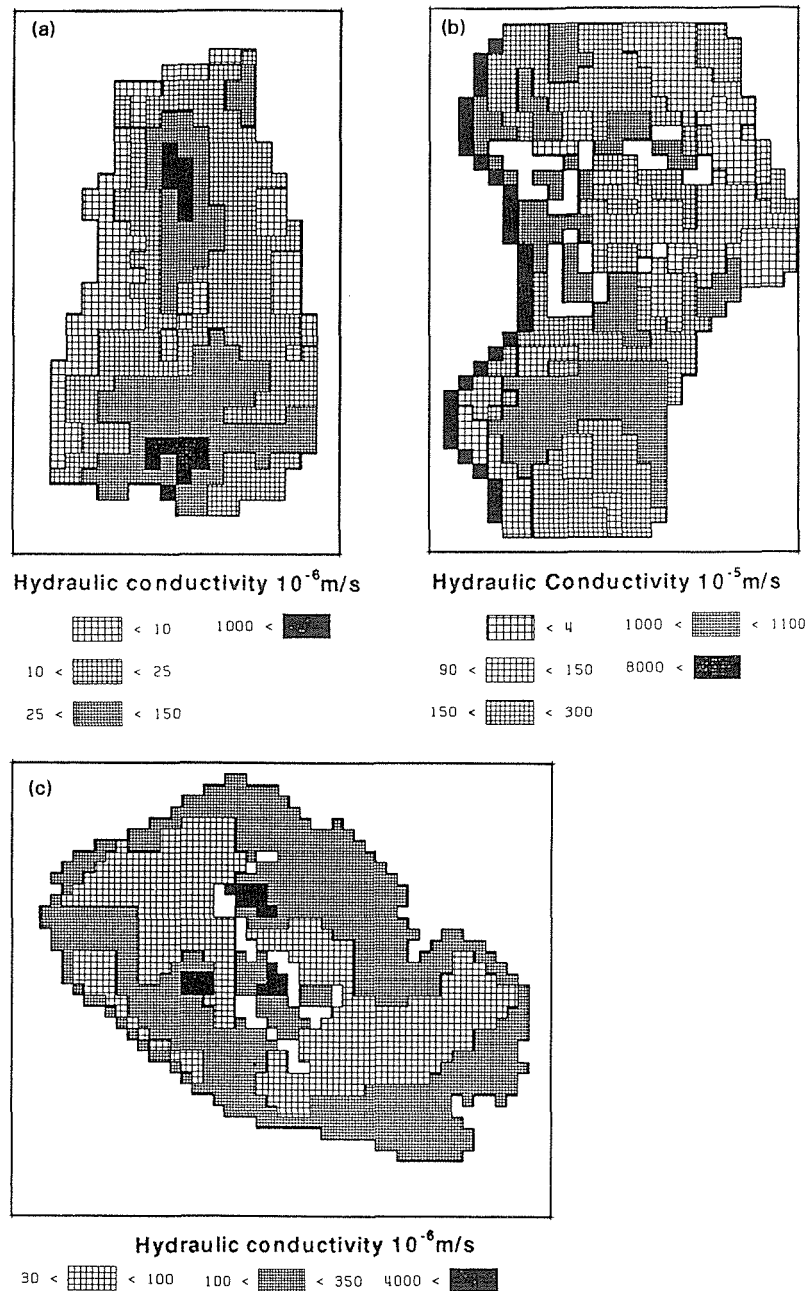 (a)
(b)
Hydraulic conductivity 10⁻⁶m/s
< 10 1000 <
10 < < 25
25 < < 150
Hydraulic Conductivity 10⁻⁵m/s
< 4 1000 < < 1100
90 < < 150 8000 <
150 < < 300
(c)
Hydraulic conductivity 10⁻⁶m/s
30 < < 100 100 < < 350 4000 <